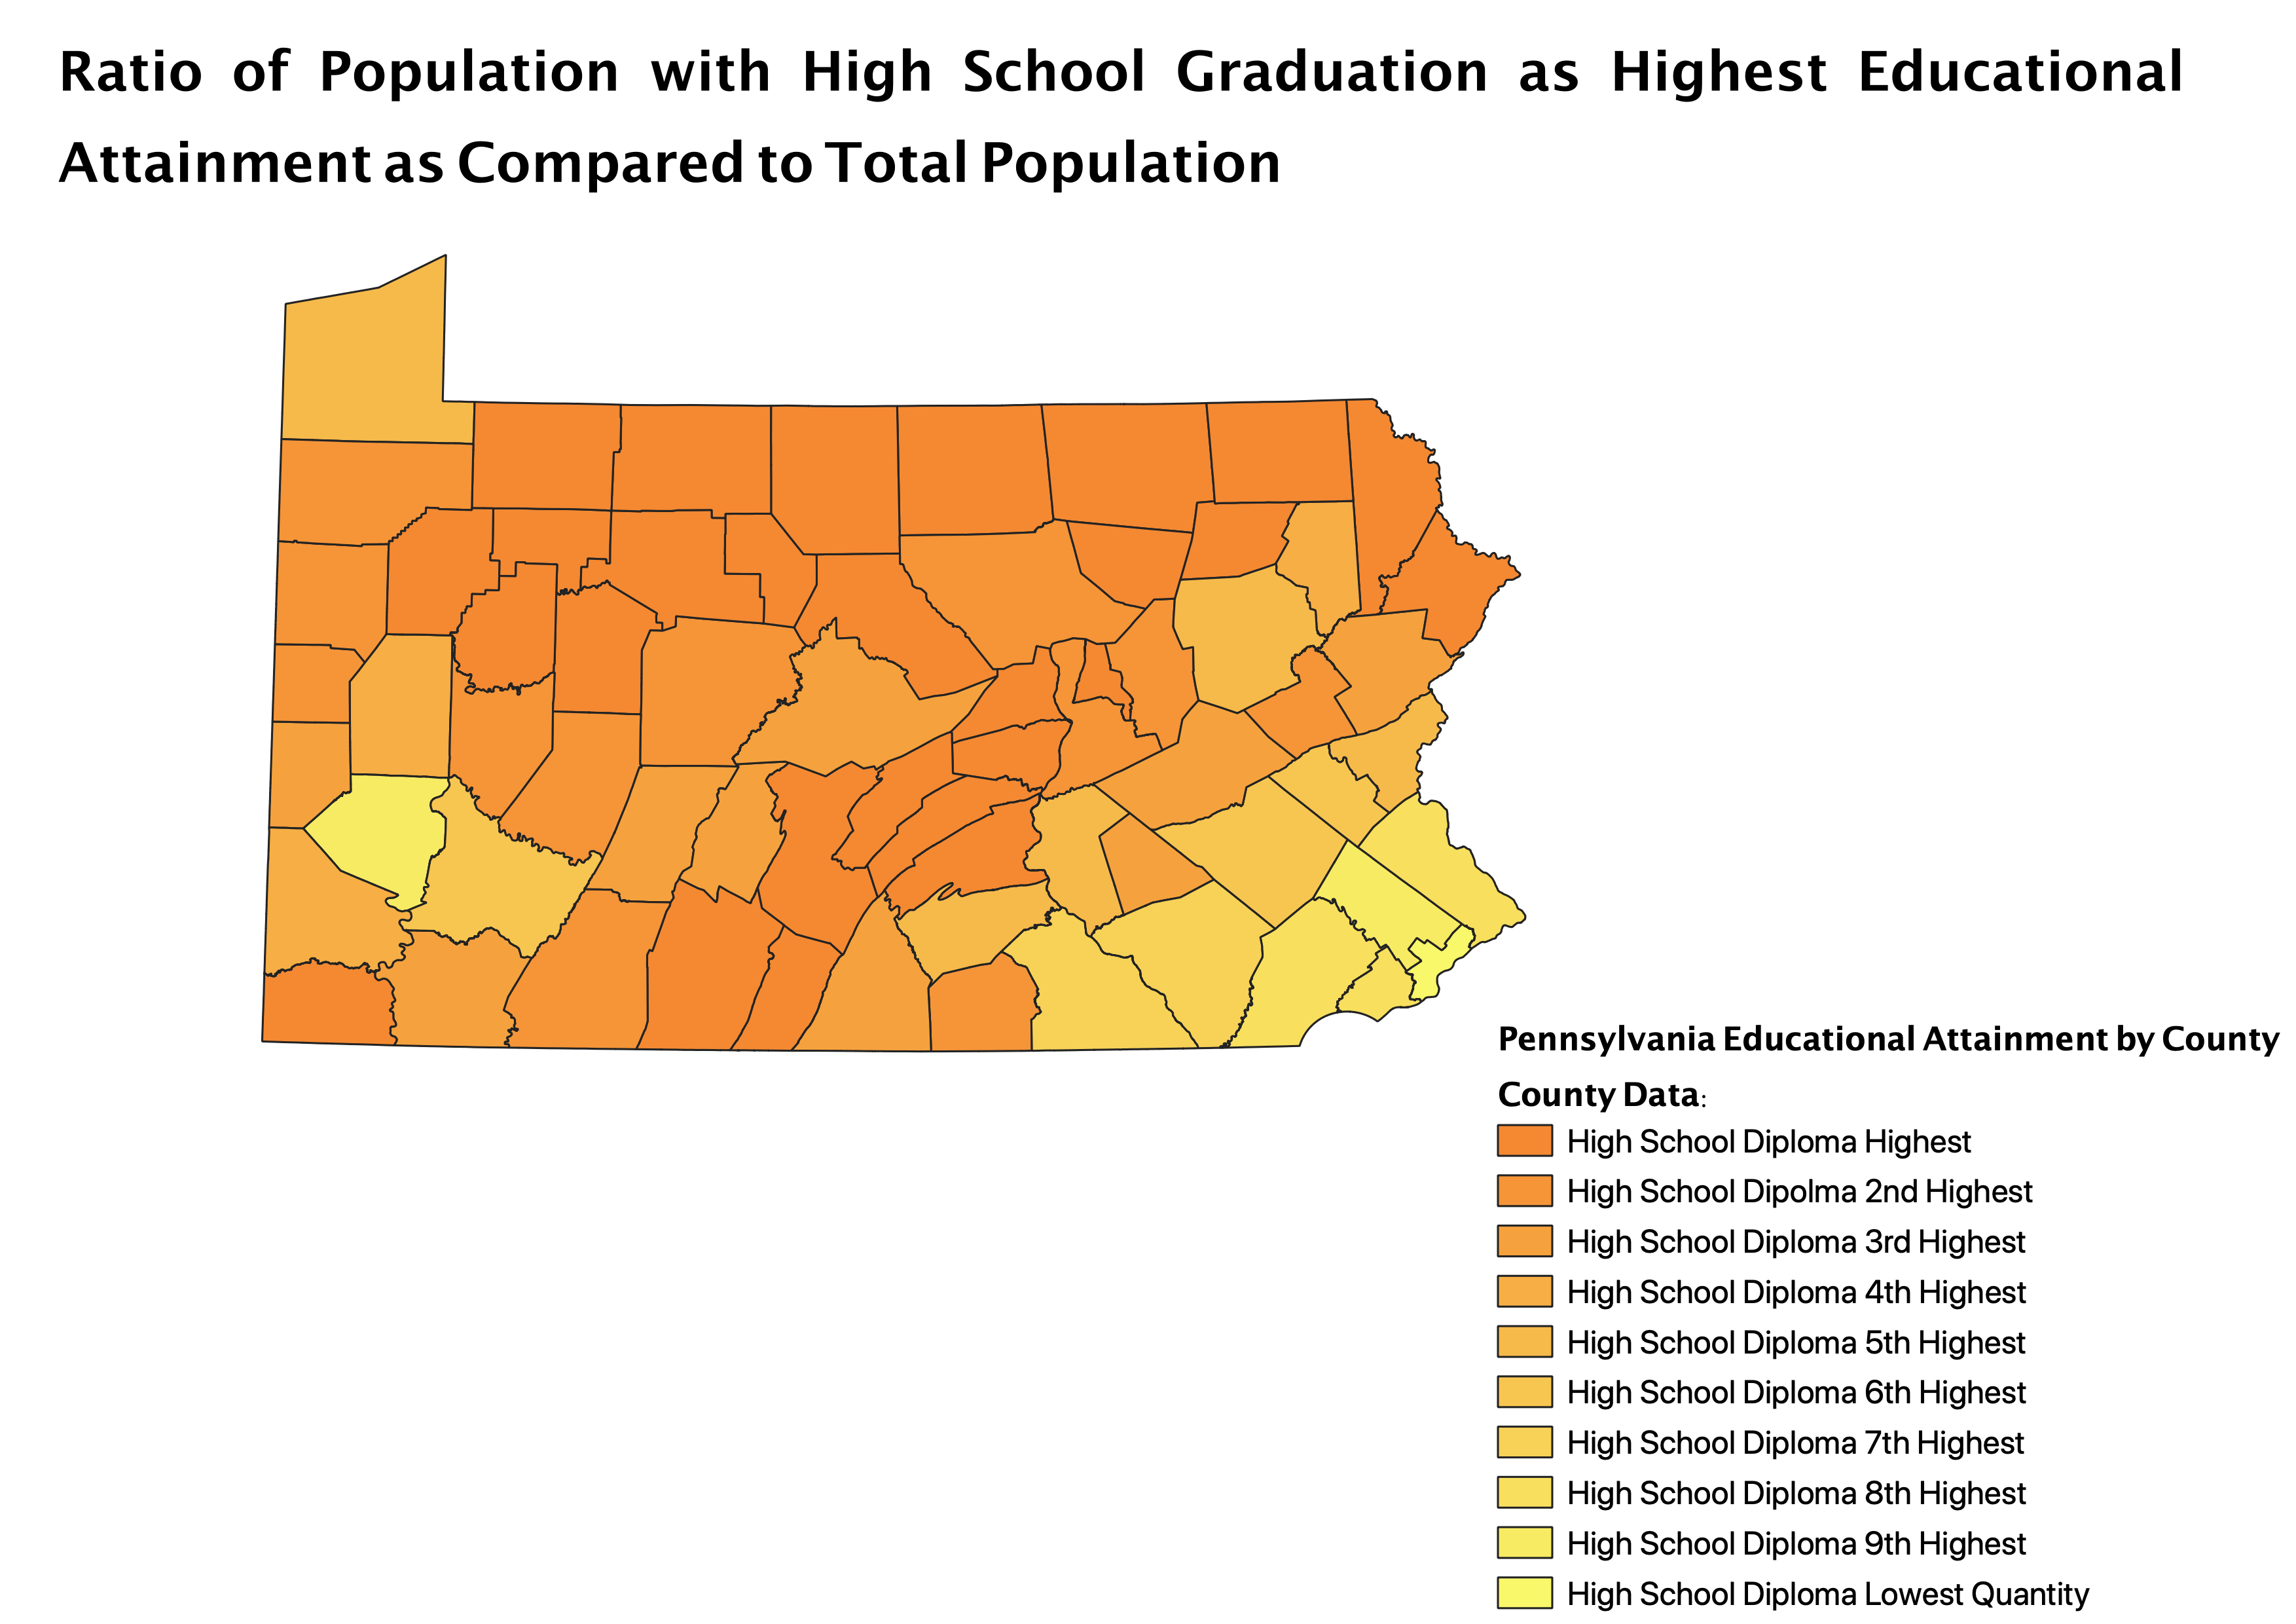 Ratio of Population with High School Graduation as Highest Educational
Attainment as Compared to Total Population
Pennsylvania Educational Attainment by County
County Data:
High School Diploma Highest
High School Dipolma 2nd Highest
High School Diploma 3rd Highest
High School Diploma 4th Highest
High School Diploma 5th Highest
High School Diploma 6th Highest
High School Diploma 7th Highest
High School Diploma 8th Highest
High School Diploma 9th Highest
High School Diploma Lowest Quantity